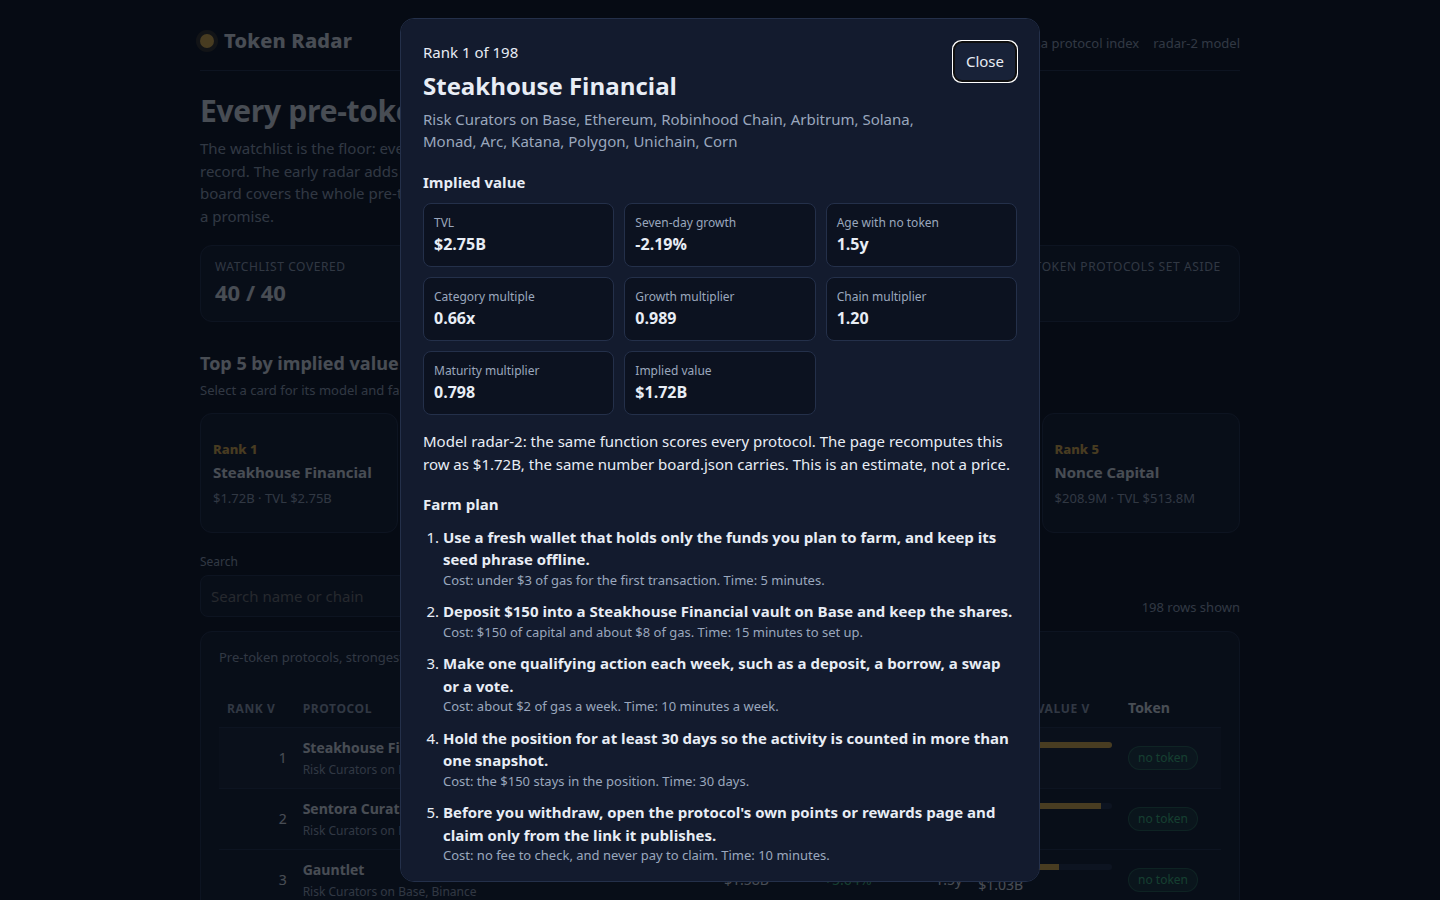 Token Radar
a protocol index radar-2 model
Every pre-toke
The watchlist is the floor: eve
record. The early radar adds
board covers the whole pre-t
a promise.
WATCHLIST COVERED
40 / 40
TOKEN PROTOCOLS SET ASIDE
Top 5 by implied value
Select a card for its model and fa
Rank 1
Steakhouse Financial
$1.72B · TVL $2.75B
Rank 5
Nonce Capital
$208.9M · TVL $513.8M
Search
Search name or chain
198 rows shown
Pre-token protocols, stronges
RANK V PROTOCOL VALUE V Token
1 Steakhouse Fi no token
Risk Curators on
2 Sentora Curat no token
Risk Curators on
3 Gauntlet $1.03B no token
Risk Curators on Base, Binance
Rank 1 of 198
Close
Steakhouse Financial
Risk Curators on Base, Ethereum, Robinhood Chain, Arbitrum, Solana,
Monad, Arc, Katana, Polygon, Unichain, Corn
Implied value
TVL
$2.75B
Seven-day growth
-2.19%
Age with no token
1.5y
Category multiple
0.66x
Growth multiplier
0.989
Chain multiplier
1.20
Maturity multiplier
0.798
Implied value
$1.72B
Model radar-2: the same function scores every protocol. The page recomputes this
row as $1.72B, the same number board.json carries. This is an estimate, not a price.
Farm plan
1. Use a fresh wallet that holds only the funds you plan to farm, and keep its
seed phrase offline.
Cost: under $3 of gas for the first transaction. Time: 5 minutes.
2. Deposit $150 into a Steakhouse Financial vault on Base and keep the shares.
Cost: $150 of capital and about $8 of gas. Time: 15 minutes to set up.
3. Make one qualifying action each week, such as a deposit, a borrow, a swap
or a vote.
Cost: about $2 of gas a week. Time: 10 minutes a week.
4. Hold the position for at least 30 days so the activity is counted in more than
one snapshot.
Cost: the $150 stays in the position. Time: 30 days.
5. Before you withdraw, open the protocol's own points or rewards page and
claim only from the link it publishes.
Cost: no fee to check, and never pay to claim. Time: 10 minutes.